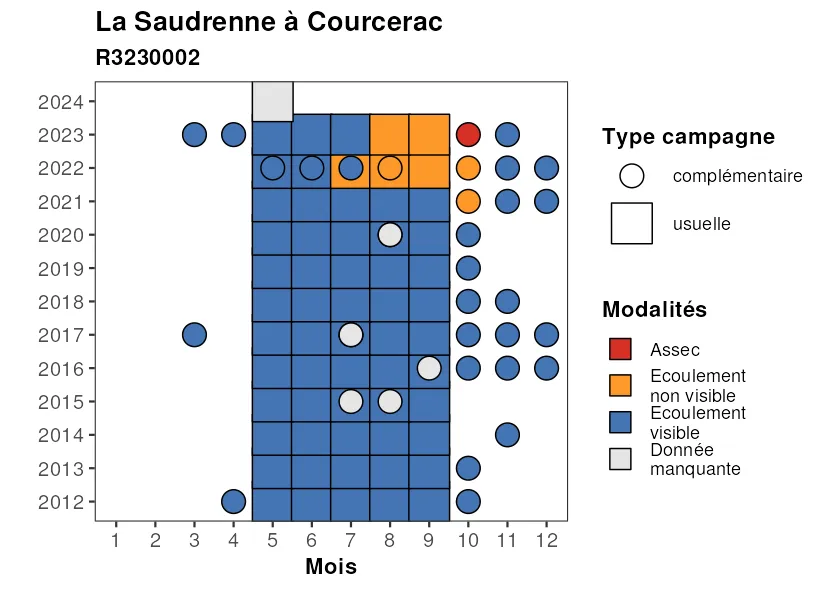 La Saudrenne à Courcerac
R3230002
2024
2023
2022
2021
2020
2019
2018
2017
2016
2015
2014
2013
2012
1 2 3 4 5 6 7 8 9 10 11 12
Mois
Type campagne
complémentaire
usuelle
Modalités
Assec
Ecoulement
non visible
Ecoulement
visible
Donnée
manquante